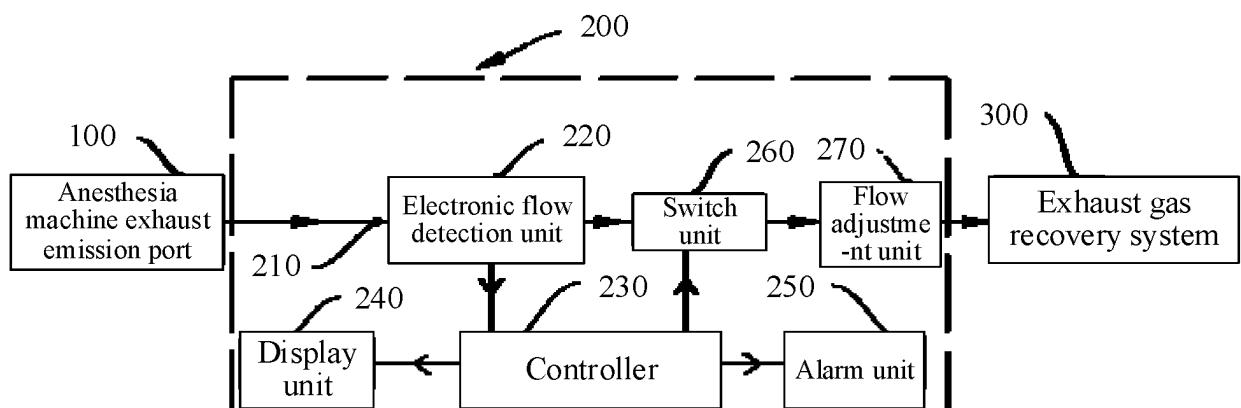 200
100
220
260
270
300
Anesthesia
machine exhaust
emission port
Electronic flow
detection unit
Switch
unit
Flow
adjustme
-nt unit
Exhaust gas
recovery system
210
240
230
250
Display
unit
Controller
Alarm unit